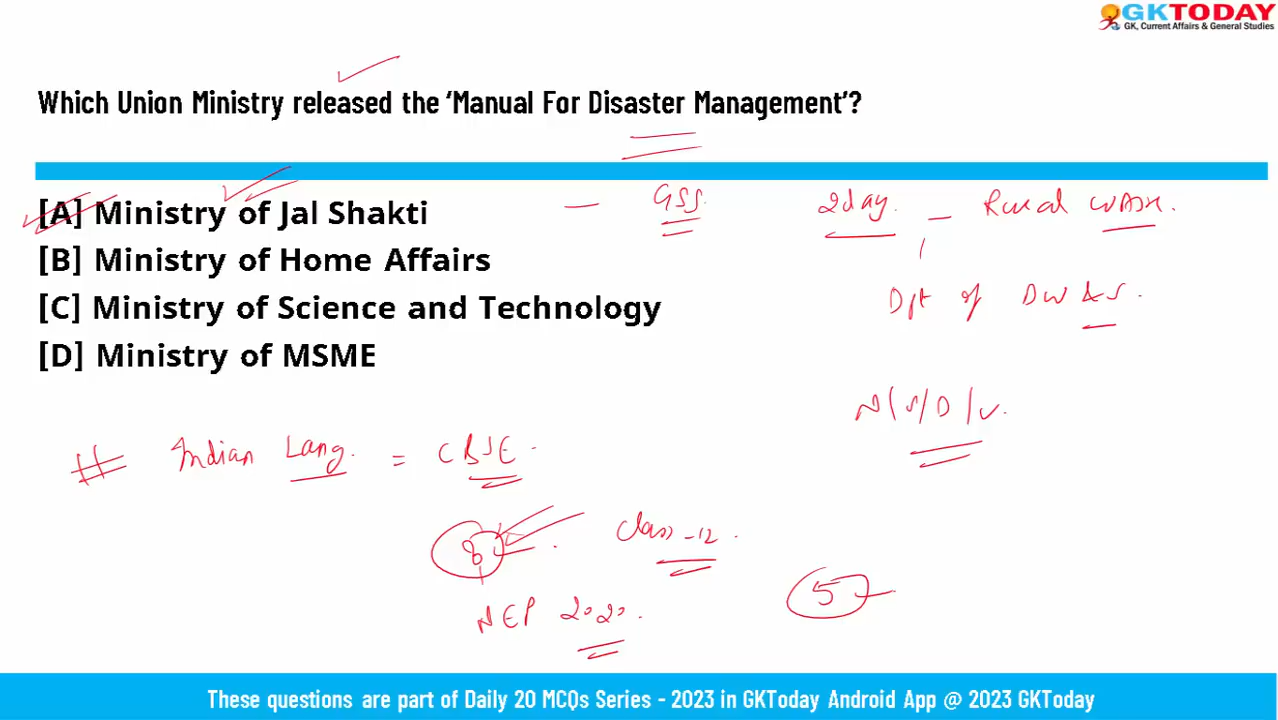 GKTODAY
GK, Current Affairs & General Studies
Which Union Ministry released the ‘Manual For Disaster Management’?
[A] Ministry of Jal Shakti – GSS. 2day. – Rural WASH.
[B] Ministry of Home Affairs
Dpt of DW & S.
[C] Ministry of Science and Technology
[D] Ministry of MSME
N/S/D/V.
# Indian Lang. = CBSE.
8 Class-12.
57
NEP 2020.
These questions are part of Daily 20 MCQs Series - 2023 in GKToday Android App @ 2023 GKToday